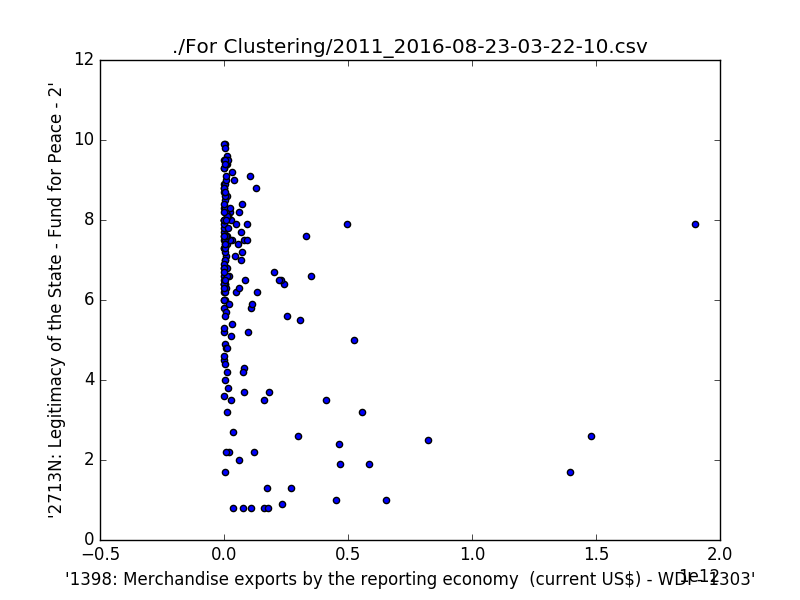 ./For Clustering/2011_2016-08-23-03-22-10.csv
12
10
8
6
4
2
0
'2713N: Legitimacy of the State - Fund for Peace - 2'
−0.5 0.0 0.5 1.0 1.5 2.0
1e12
'1398: Merchandise exports by the reporting economy  (current US$) - WDI - 1303'